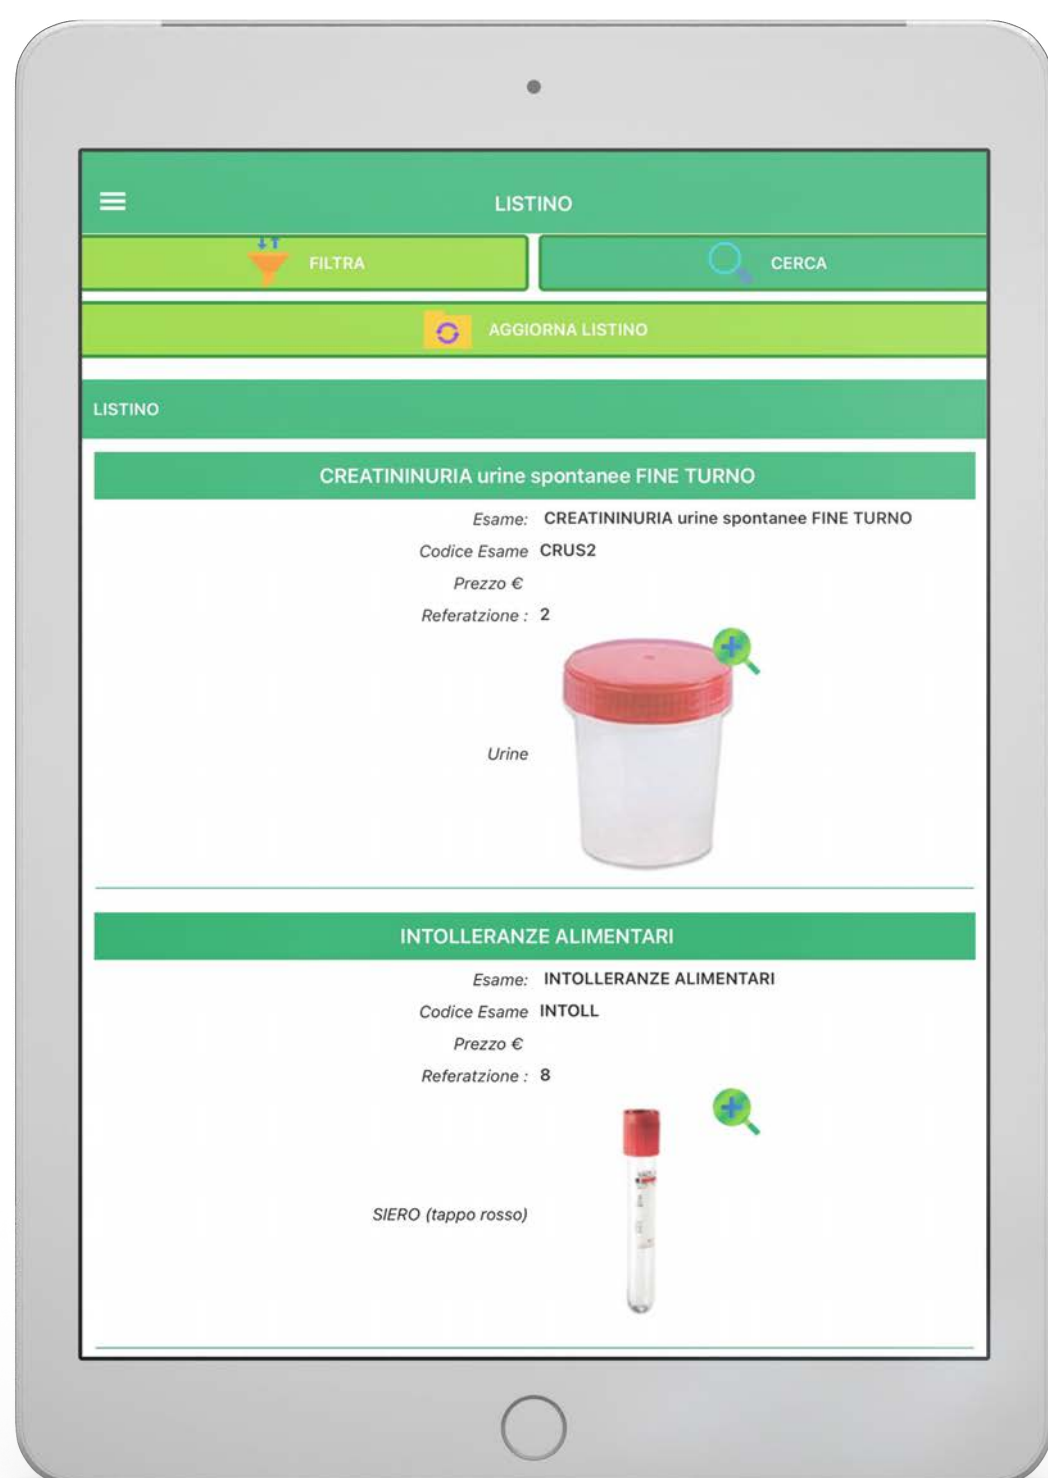 LISTINO
FILTRA
CERCA
AGGIORNA LISTINO
LISTINO
CREATININURIA urine spontanee FINE TURNO
Esame: CREATININURIA urine spontanee FINE TURNO
Codice Esame CRUS2
Prezzo €
Referatzione : 2
Urine
INTOLLERANZE ALIMENTARI
Esame: INTOLLERANZE ALIMENTARI
Codice Esame INTOLL
Prezzo €
Referatzione : 8
SIERO (tappo rosso)